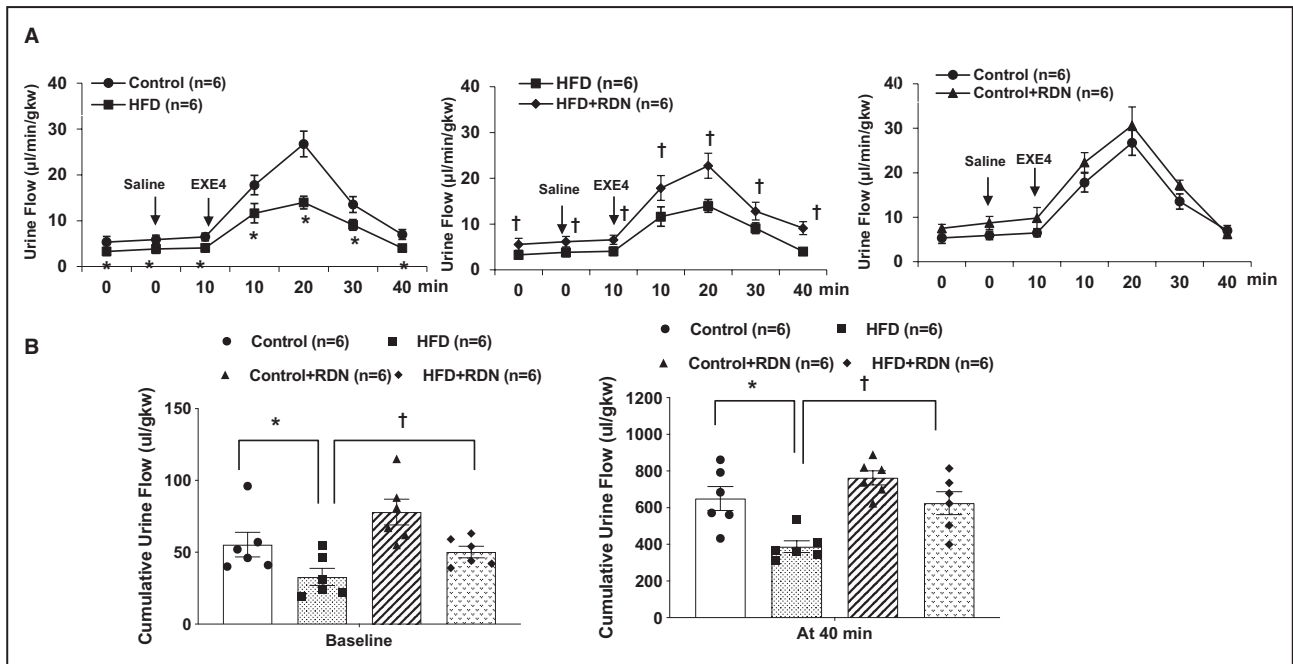 A
Control (n=6)
HFD (n=6)
Urine Flow (µl/min/gkw)
40
30
20
10
0
Saline
EXE4
* * * * * * *
0 0 10 10 20 30 40 min
HFD (n=6)
HFD+RDN (n=6)
Urine Flow (µl/min/gkw)
40
30
20
10
0
Saline
EXE4
† † † † † † †
0 0 10 10 20 30 40 min
Control (n=6)
Control+RDN (n=6)
Urine Flow (µl/min/gkw)
40
30
20
10
0
Saline
EXE4
0 0 10 10 20 30 40 min
B
Control (n=6) HFD (n=6)
Control+RDN (n=6) HFD+RDN (n=6)
Cumulative Urine Flow (ul/gkw)
150
100
50
0
* †
Baseline
Control (n=6) HFD (n=6)
Control+RDN (n=6) HFD+RDN (n=6)
Cumulative Urine Flow (ul/gkw)
1200
1000
800
600
400
200
0
* †
At 40 min